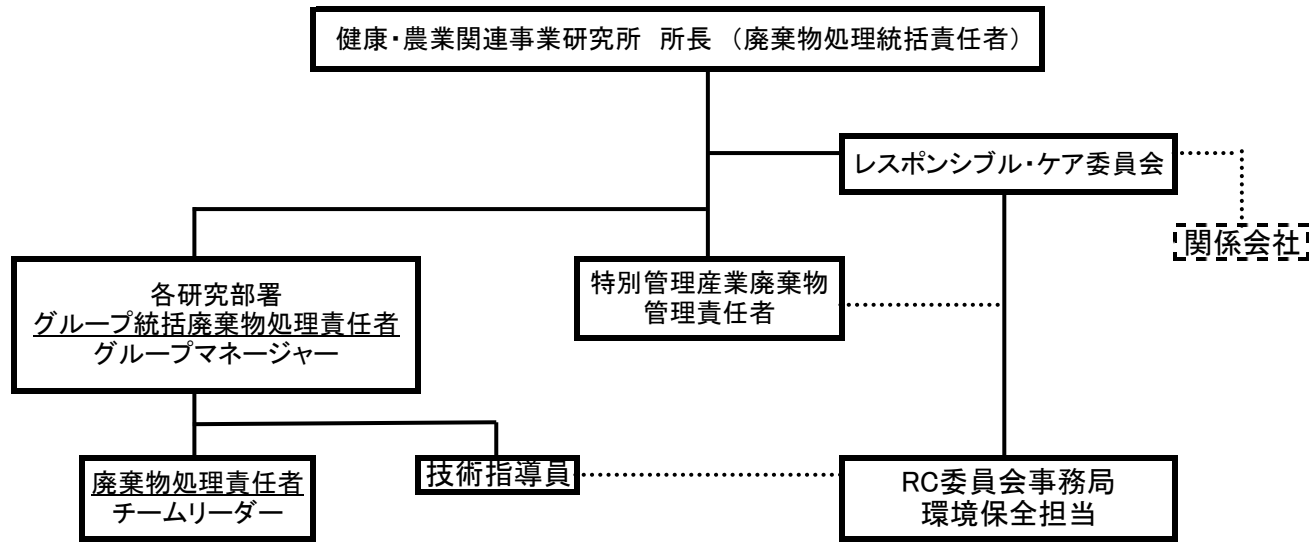 健康・農業関連事業研究所 所長 （廃棄物処理統括責任者）
レスポンシブル・ケア委員会
関係会社
各研究部署
グループ統括廃棄物処理責任者
グループマネージャー
特別管理産業廃棄物
管理責任者
廃棄物処理責任者
チームリーダー
技術指導員
RC委員会事務局
環境保全担当